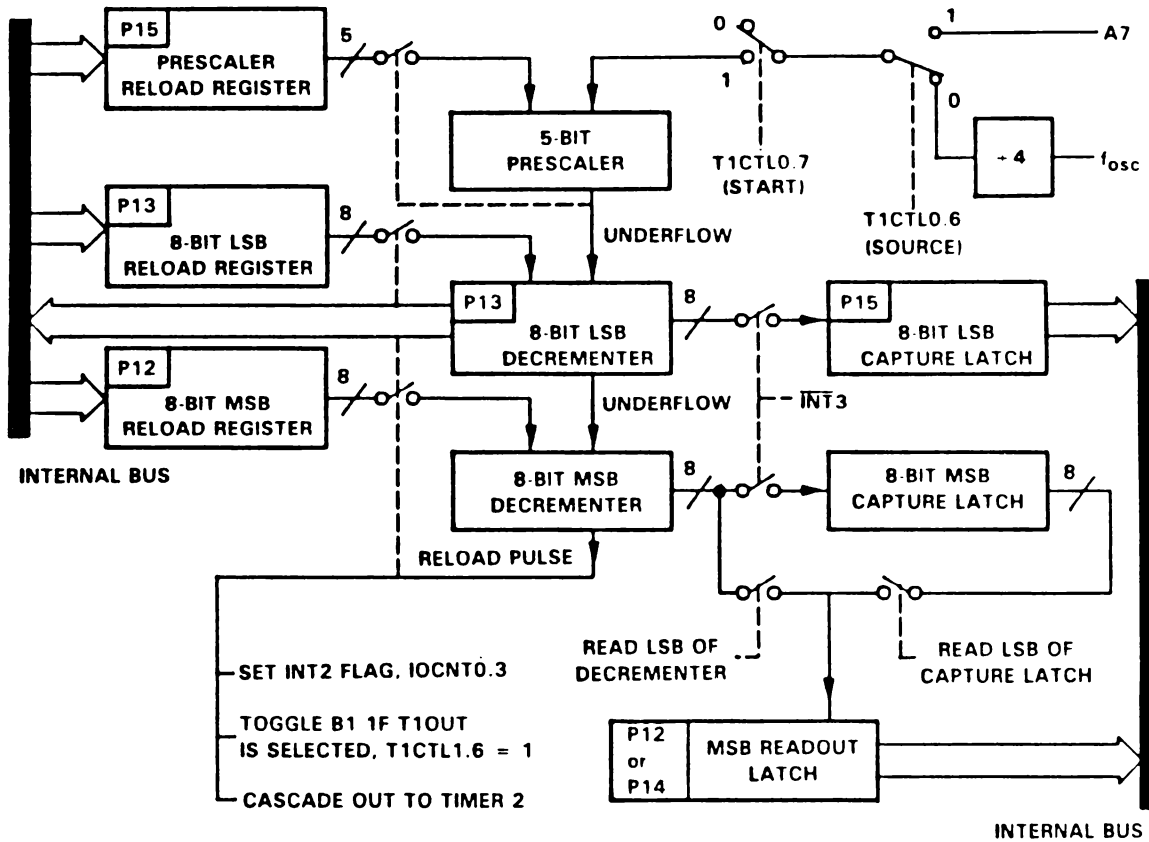 P15
PRESCALER
RELOAD REGISTER
5
0
1
1
0
A7
÷ 4
fosc
5-BIT
PRESCALER
T1CTL0.7
(START)
T1CTL0.6
(SOURCE)
P13
8-BIT LSB
RELOAD REGISTER
8
UNDERFLOW
P13
8-BIT LSB
DECREMENTER
8
P15
8-BIT LSB
CAPTURE LATCH
P12
8-BIT MSB
RELOAD REGISTER
8
UNDERFLOW
INT3
INTERNAL BUS
8-BIT MSB
DECREMENTER
8
8-BIT MSB
CAPTURE LATCH
8
RELOAD PULSE
READ LSB OF
DECREMENTER
READ LSB OF
CAPTURE LATCH
SET INT2 FLAG, IOCNT0.3
TOGGLE B1 1F T1OUT
IS SELECTED, T1CTL1.6 = 1
CASCADE OUT TO TIMER 2
P12
or
P14
MSB READOUT
LATCH
INTERNAL BUS